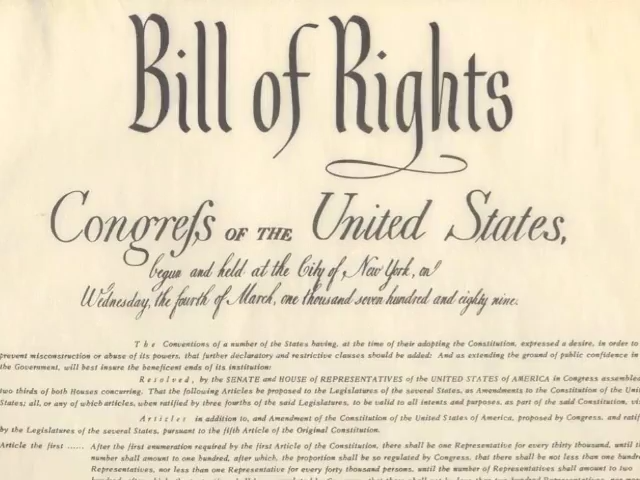 Bill of Rights
Congreſs OF THE United States,
begun and held at the City of New York, on
Wednesday, the fourth of March, one thousand seven hundred and eighty nine.
The Conventions of a number of the States having, at the time of their adopting the Constitution, expressed a desire, in order to
prevent misconstruction or abuse of its powers, that further declaratory and restrictive clauses should be added: And as extending the ground of public confidence in
the Government, will best insure the beneficent ends of its institution:
Resolved, by the SENATE and HOUSE of REPRESENTATIVES of the UNITED STATES of AMERICA in Congress assembled
two thirds of both Houses concurring. That the following Articles be proposed to the Legislatures of the several States, as Amendments to the Constitution of the Unit
States; all, or any of which articles, when ratified by three fourths of the said Legislatures, to be valid to all intents and purposes, as part of the said Constitution, vi
Articles in addition to, and Amendment of the Constitution of the United States of America, proposed by Congress, and ratif
by the Legislatures of the several States, pursuant to the fifth Article of the Original Constitution.
Article the first ...... After the first enumeration required by the first Article of the Constitution, there shall be one Representative for every thirty thousand, until t
number shall amount to one hundred, after which, the proportion shall be so regulated by Congress, that there shall be not less than one hundr
Representatives, nor less than one Representative for every forty thousand persons, until the number of Representatives shall amount to two